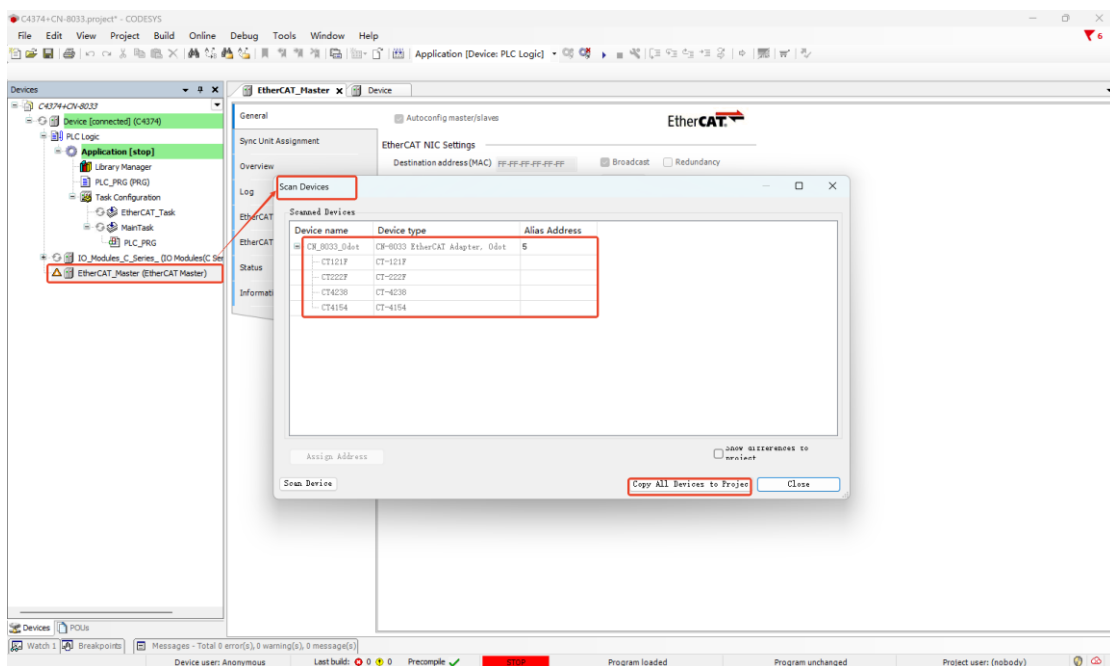 C4374+CN-8033.project* - CODESYS
File Edit View Project Build Online Debug Tools Window Help
6
Application [Device: PLC Logic]
Devices
EtherCAT_Master x Device
C4374+CN-8033
Device [connected] (C4374)
PLC Logic
Application [stop]
Library Manager
PLC_PRG (PRG)
Task Configuration
EtherCAT_Task
MainTask
PLC_PRG
IO_Modules_C_Series_ (IO Modules(C Ser
EtherCAT_Master (EtherCAT Master)
General
Sync Unit Assignment
Overview
Log
EtherCAT
EtherCAT
Status
Informati
Autoconfig master/slaves
EtherCAT.
EtherCAT NIC Settings
Destination address (MAC) FF-FF-FF-FF-FF-FF Broadcast Redundancy
Scan Devices
Scanned Devices
Device name Device type Alias Address
CN_8033_Odot CN-8033 EtherCAT Adapter, Odot 5
CT121F CT-121F
CT222F CT-222F
CT4238 CT-4238
CT4154 CT-4154
Assign Address
Show differences to
project
Scan Device
Copy All Devices to Projec
Close
Devices POUs
Watch 1 Breakpoints Messages - Total 0 error(s), 0 warning(s), 0 message(s)
Device user: Anonymous Last build: 0 0 Precompile STOP Program loaded Program unchanged Project user: (nobody)